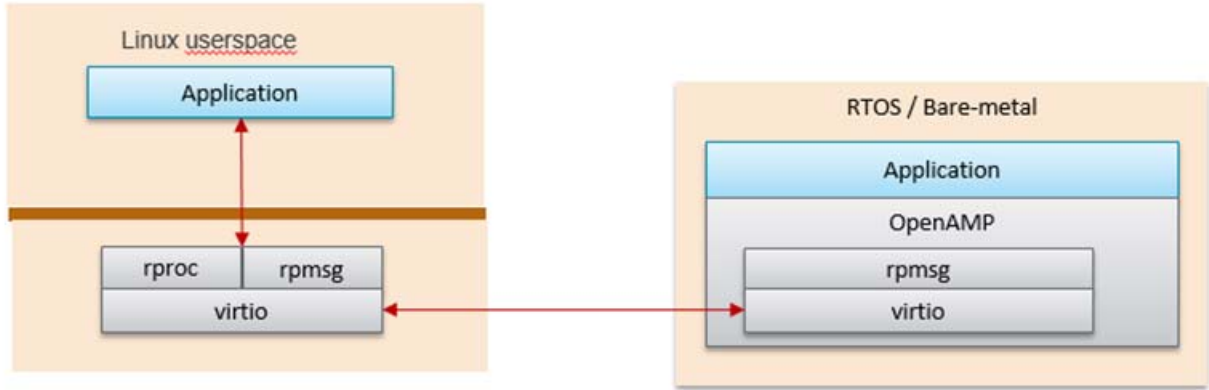 Linux userspace
Application
rproc
rpmsg
virtio
RTOS / Bare-metal
Application
OpenAMP
rpmsg
virtio